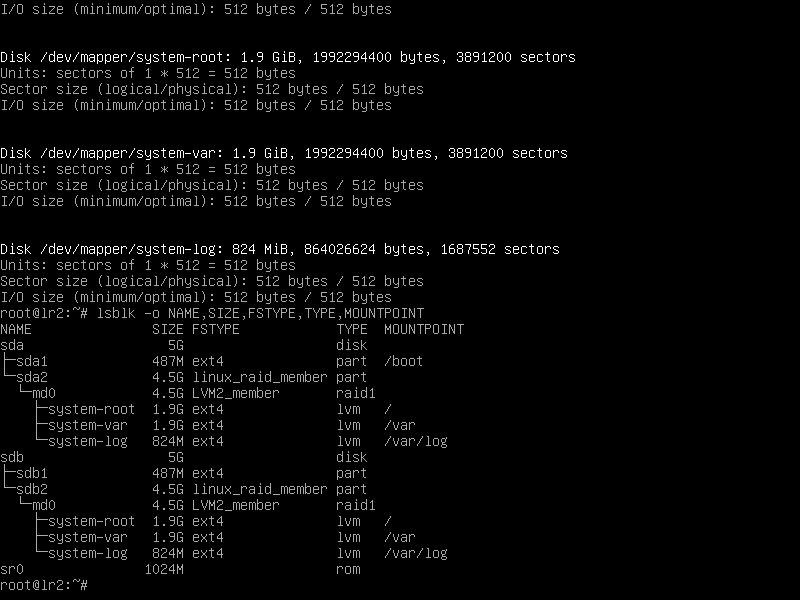 I/O size (minimum/optimal): 512 bytes / 512 bytes
Disk /dev/mapper/system-root: 1.9 GiB, 1992294400 bytes, 3891200 sectors
Units: sectors of 1 * 512 = 512 bytes
Sector size (logical/physical): 512 bytes / 512 bytes
I/O size (minimum/optimal): 512 bytes / 512 bytes
Disk /dev/mapper/system-var: 1.9 GiB, 1992294400 bytes, 3891200 sectors
Units: sectors of 1 * 512 = 512 bytes
Sector size (logical/physical): 512 bytes / 512 bytes
I/O size (minimum/optimal): 512 bytes / 512 bytes
Disk /dev/mapper/system-log: 824 MiB, 864026624 bytes, 1687552 sectors
Units: sectors of 1 * 512 = 512 bytes
Sector size (logical/physical): 512 bytes / 512 bytes
I/O size (minimum/optimal): 512 bytes / 512 bytes
root@lr2:~# lsblk -o NAME,SIZE,FSTYPE,TYPE,MOUNTPOINT
NAME               SIZE FSTYPE            TYPE  MOUNTPOINT
sda                  5G                   disk
├─sda1             487M ext4              part  /boot
└─sda2             4.5G linux_raid_member part
  └─md0            4.5G LVM2_member       raid1
    ├─system-root  1.9G ext4              lvm   /
    ├─system-var   1.9G ext4              lvm   /var
    └─system-log   824M ext4              lvm   /var/log
sdb                  5G                   disk
├─sdb1             487M ext4              part
└─sdb2             4.5G linux_raid_member part
  └─md0            4.5G LVM2_member       raid1
    ├─system-root  1.9G ext4              lvm   /
    ├─system-var   1.9G ext4              lvm   /var
    └─system-log   824M ext4              lvm   /var/log
sr0               1024M                   rom
root@lr2:~#